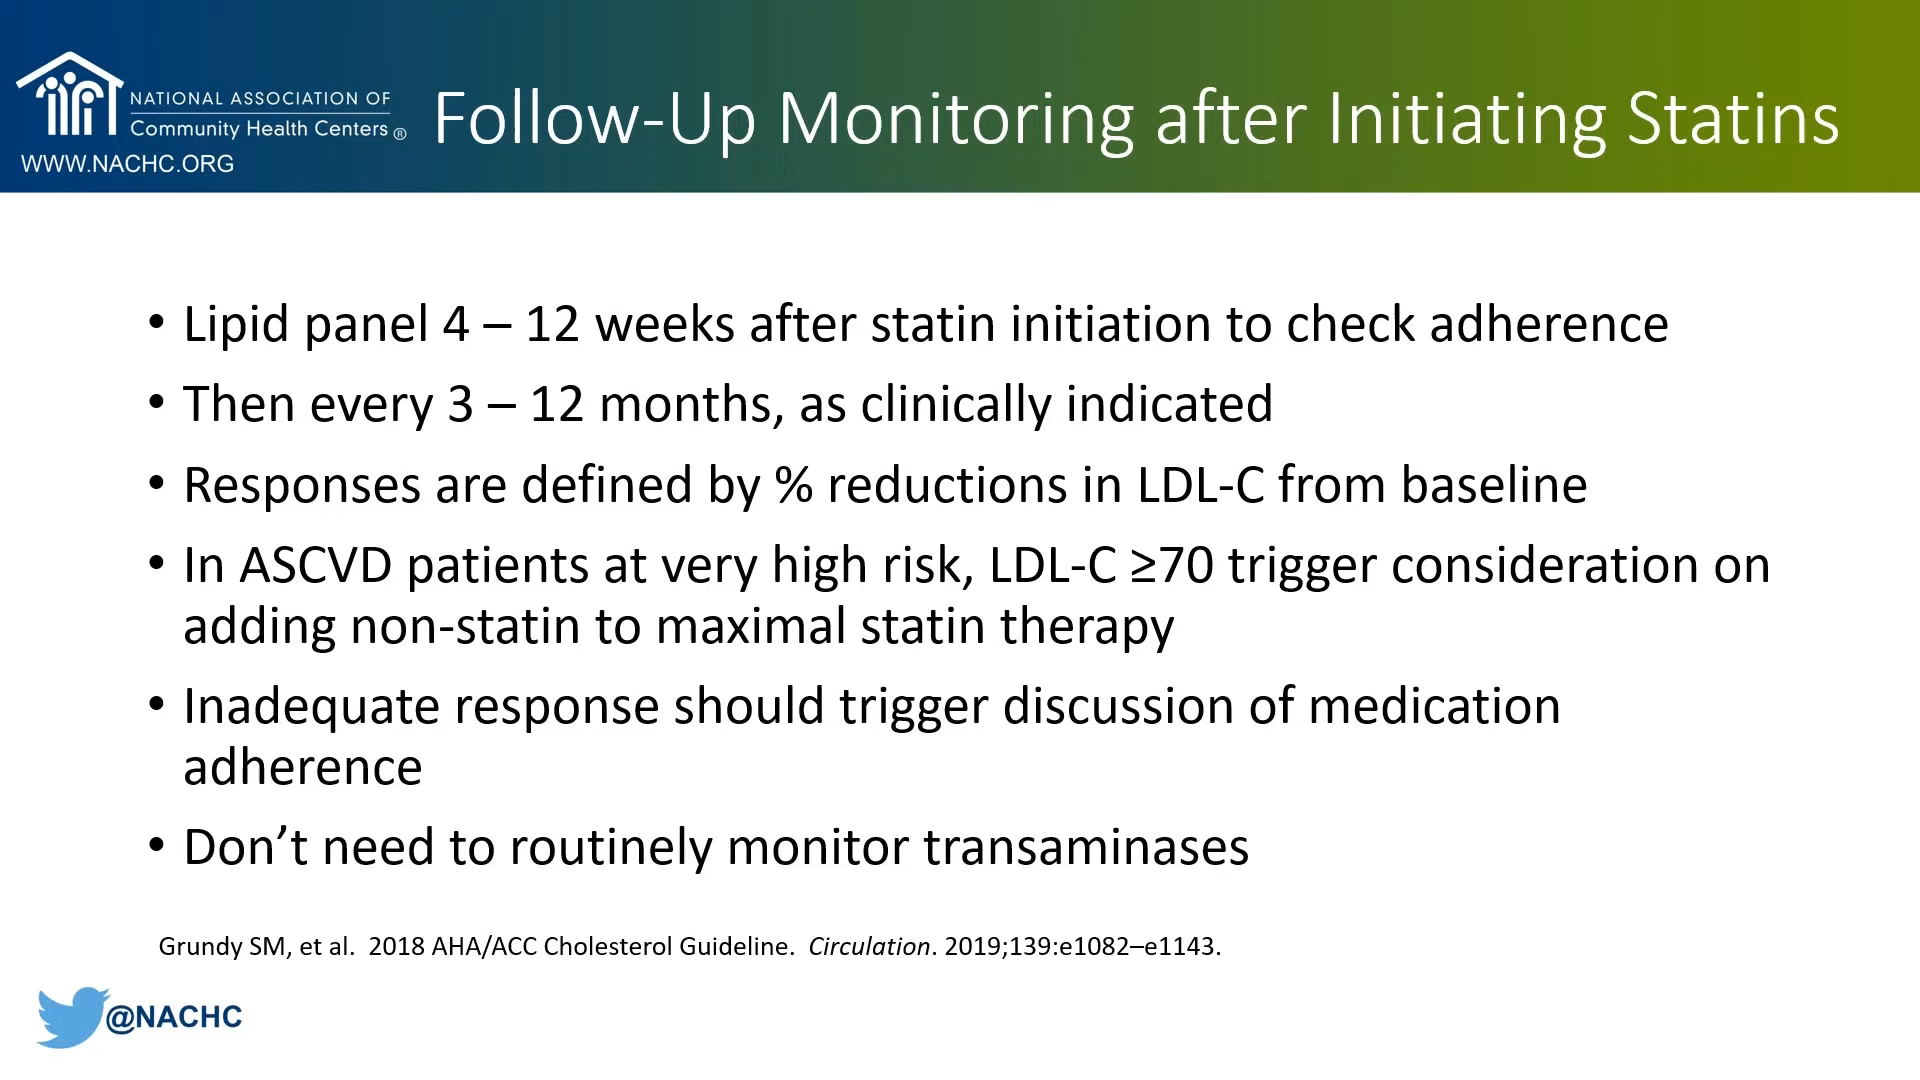 NATIONAL ASSOCIATION OF
Community Health Centers ®
WWW.NACHC.ORG
Follow-Up Monitoring after Initiating Statins
• Lipid panel 4 – 12 weeks after statin initiation to check adherence
• Then every 3 – 12 months, as clinically indicated
• Responses are defined by % reductions in LDL-C from baseline
• In ASCVD patients at very high risk, LDL-C ≥70 trigger consideration on
adding non-statin to maximal statin therapy
• Inadequate response should trigger discussion of medication
adherence
• Don’t need to routinely monitor transaminases
Grundy SM, et al.  2018 AHA/ACC Cholesterol Guideline.  Circulation. 2019;139:e1082–e1143.
@NACHC